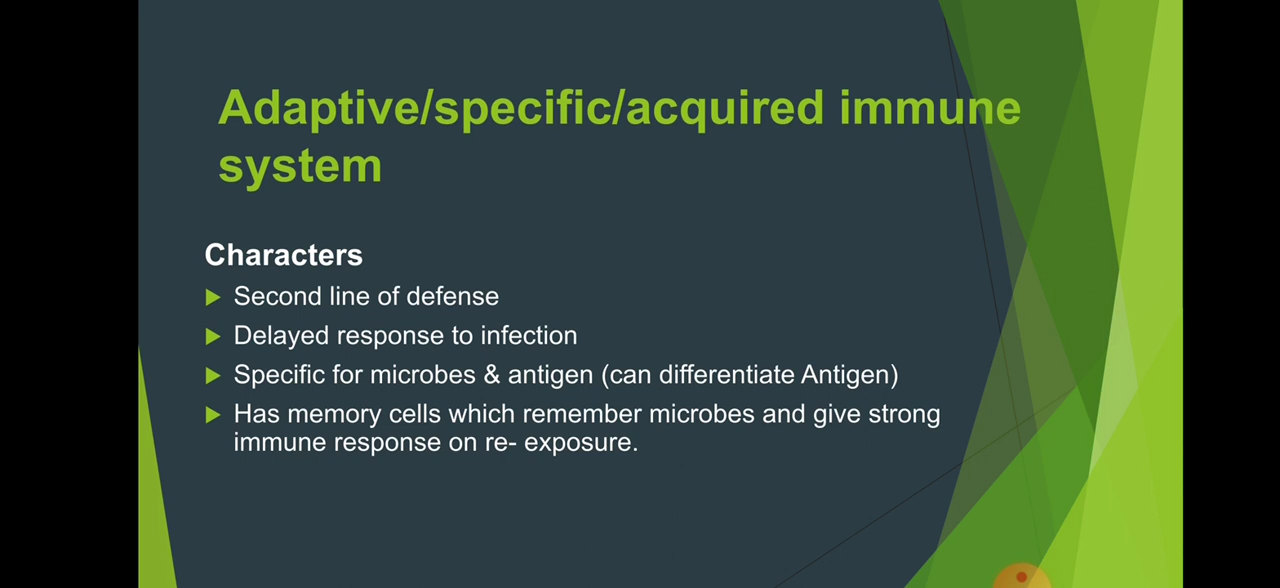 Adaptive/specific/acquired immune
system
Characters
Second line of defense
Delayed response to infection
Specific for microbes & antigen (can differentiate Antigen)
Has memory cells which remember microbes and give strong
immune response on re- exposure.